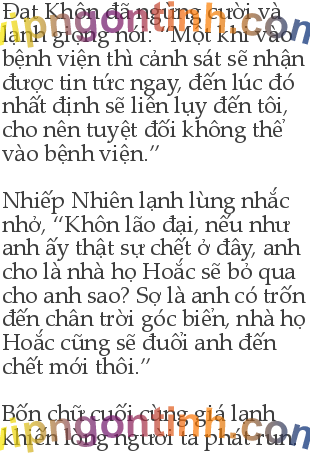 Đạt Khôn đã ngừng cười và
lạnh giọng nói: “Một khi vào
bệnh viện thì cảnh sát sẽ nhận
được tin tức ngay, đến lúc đó
nhất định sẽ liên lụy đến tôi,
cho nên tuyệt đối không thể
vào bệnh viện.”

Nhiếp Nhiên lạnh lùng nhắc
nhở, “Khôn lão đại, nếu như
anh ấy thật sự chết ở đây, anh
cho là nhà họ Hoắc sẽ bỏ qua
cho anh sao? Sợ là anh có trốn
đến chân trời góc biển, nhà họ
Hoắc cũng sẽ đuổi anh đến
chết mới thôi.”

Bốn chữ cuối cùng giá lạnh
khiến lòng người ta phát run
vipngontinh.com
vipngontinh.com